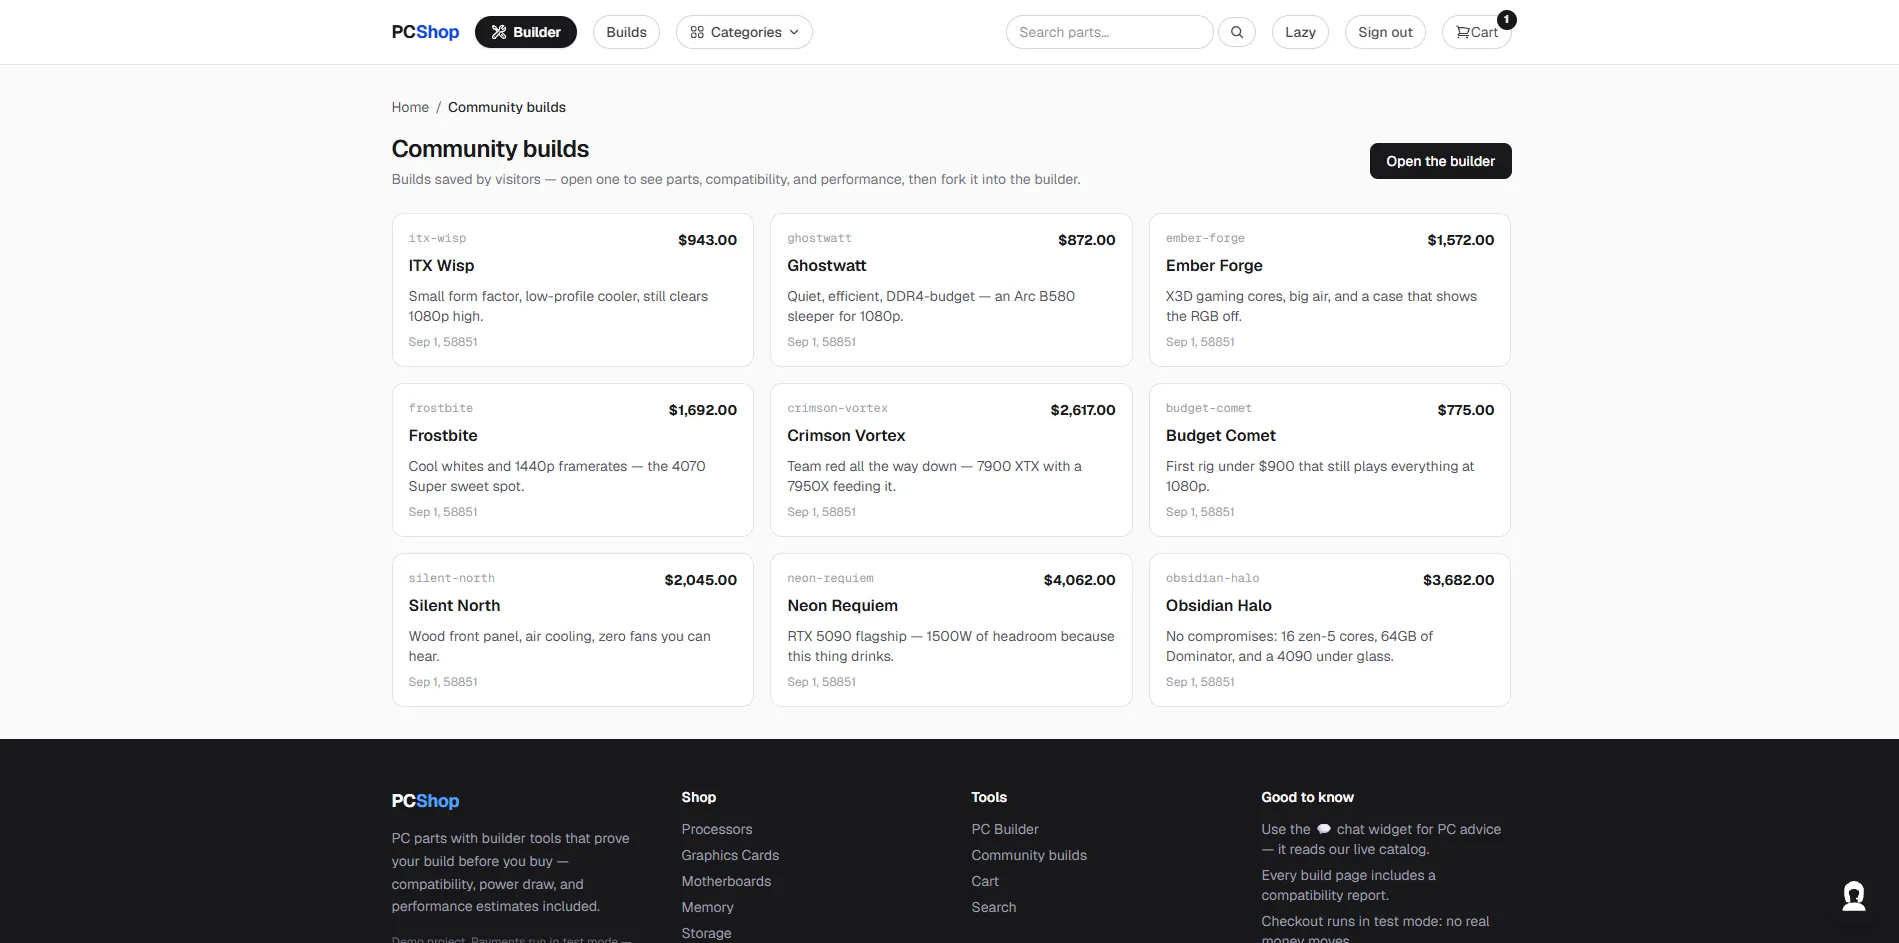 PCShop
Builder
Builds
Categories
Search parts...
Lazy
Sign out
Cart
1
Home / Community builds
Community builds
Builds saved by visitors — open one to see parts, compatibility, and performance, then fork it into the builder.
Open the builder
itx-wisp
$943.00
ITX Wisp
Small form factor, low-profile cooler, still clears
1080p high.
Sep 1, 58851
ghostwatt
$872.00
Ghostwatt
Quiet, efficient, DDR4-budget — an Arc B580
sleeper for 1080p.
Sep 1, 58851
ember-forge
$1,572.00
Ember Forge
X3D gaming cores, big air, and a case that shows
the RGB off.
Sep 1, 58851
frostbite
$1,692.00
Frostbite
Cool whites and 1440p framerates — the 4070
Super sweet spot.
Sep 1, 58851
crimson-vortex
$2,617.00
Crimson Vortex
Team red all the way down — 7900 XTX with a
7950X feeding it.
Sep 1, 58851
budget-comet
$775.00
Budget Comet
First rig under $900 that still plays everything at
1080p.
Sep 1, 58851
silent-north
$2,045.00
Silent North
Wood front panel, air cooling, zero fans you can
hear.
Sep 1, 58851
neon-requiem
$4,062.00
Neon Requiem
RTX 5090 flagship — 1500W of headroom because
this thing drinks.
Sep 1, 58851
obsidian-halo
$3,682.00
Obsidian Halo
No compromises: 16 zen-5 cores, 64GB of
Dominator, and a 4090 under glass.
Sep 1, 58851
PCShop
PC parts with builder tools that prove
your build before you buy —
compatibility, power draw, and
performance estimates included.
Demo project. Payments run in test mode —
Shop
Processors
Graphics Cards
Motherboards
Memory
Storage
Tools
PC Builder
Community builds
Cart
Search
Good to know
Use the 💬 chat widget for PC advice
— it reads our live catalog.
Every build page includes a
compatibility report.
Checkout runs in test mode: no real
money moves.